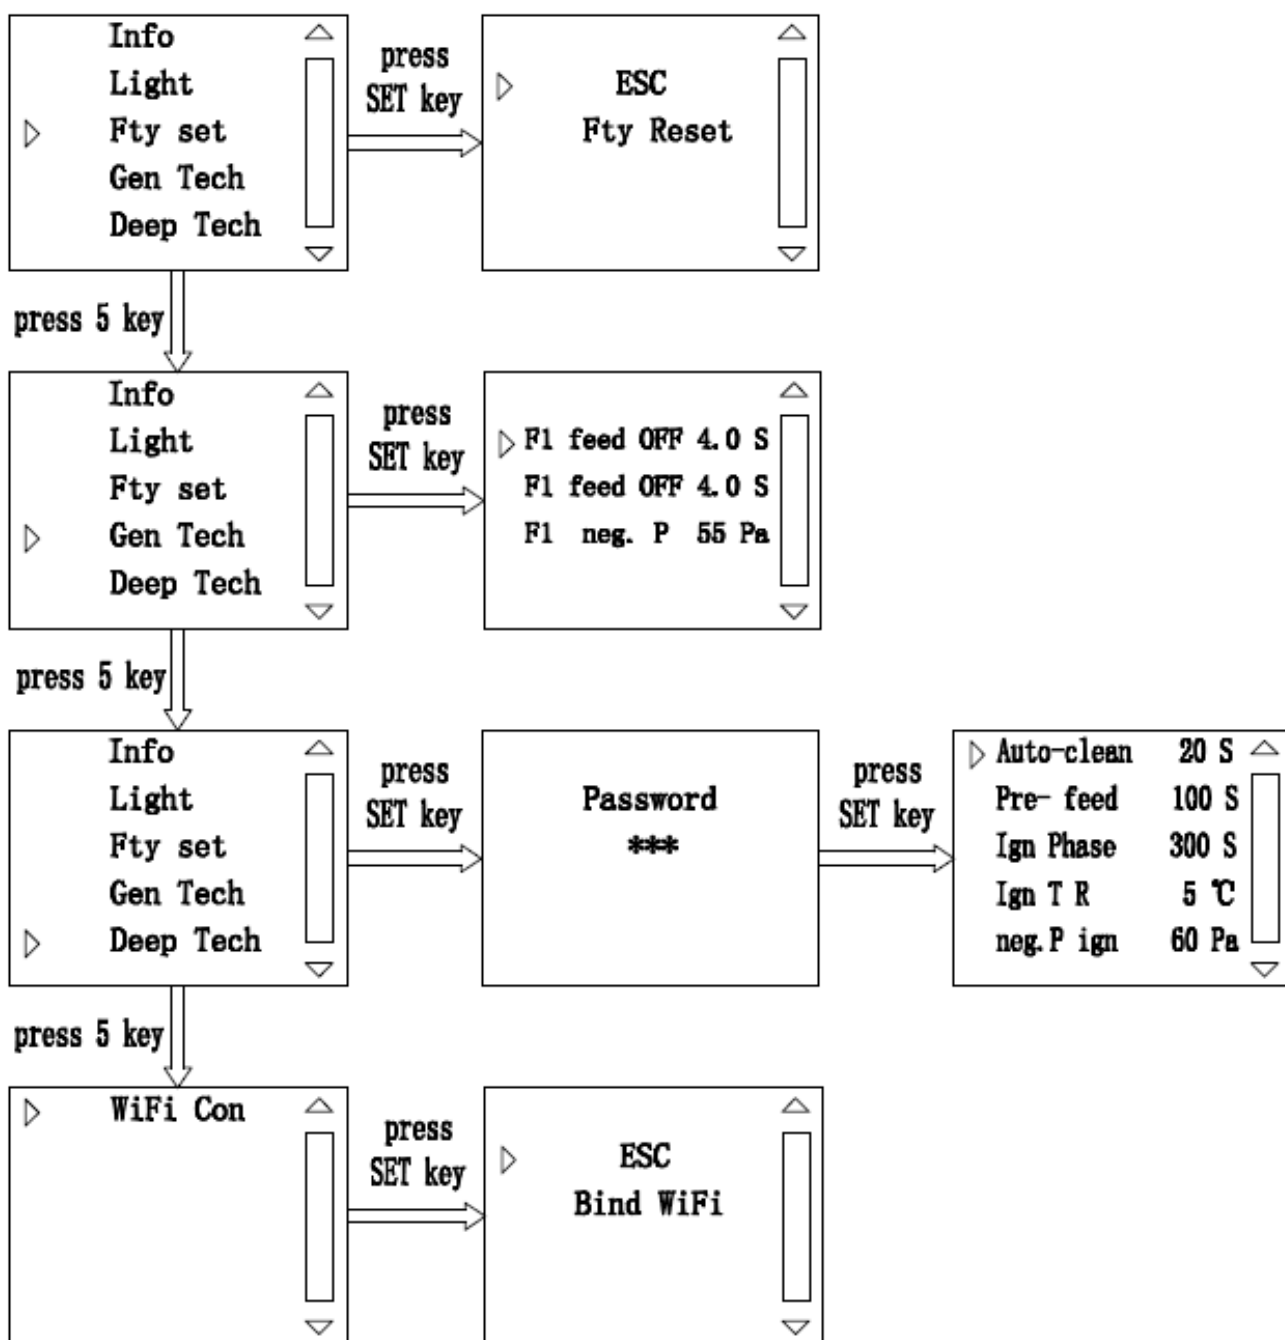 Info
Light
Fty set
Gen Tech
Deep Tech
press
SET key
ESC
Fty Reset
press 5 key
Info
Light
Fty set
Gen Tech
Deep Tech
press
SET key
F1 feed OFF 4.0 S
F1 feed OFF 4.0 S
F1 neg. P 55 Pa
press 5 key
Info
Light
Fty set
Gen Tech
Deep Tech
press
SET key
Password
***
press
SET key
Auto-clean 20 S
Pre- feed 100 S
Ign Phase 300 S
Ign T R 5 ℃
neg.P ign 60 Pa
press 5 key
WiFi Con
press
SET key
ESC
Bind WiFi